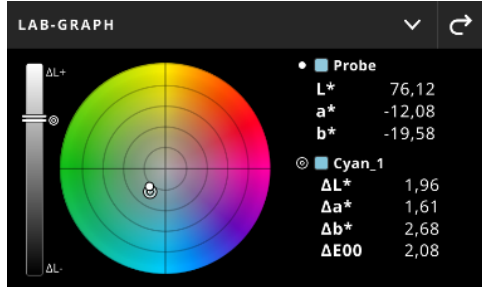 LAB-GRAPH
ΔL+
ΔL-
Probe
L* 76,12
a* -12,08
b* -19,58
Cyan_1
ΔL* 1,96
Δa* 1,61
Δb* 2,68
ΔE00 2,08